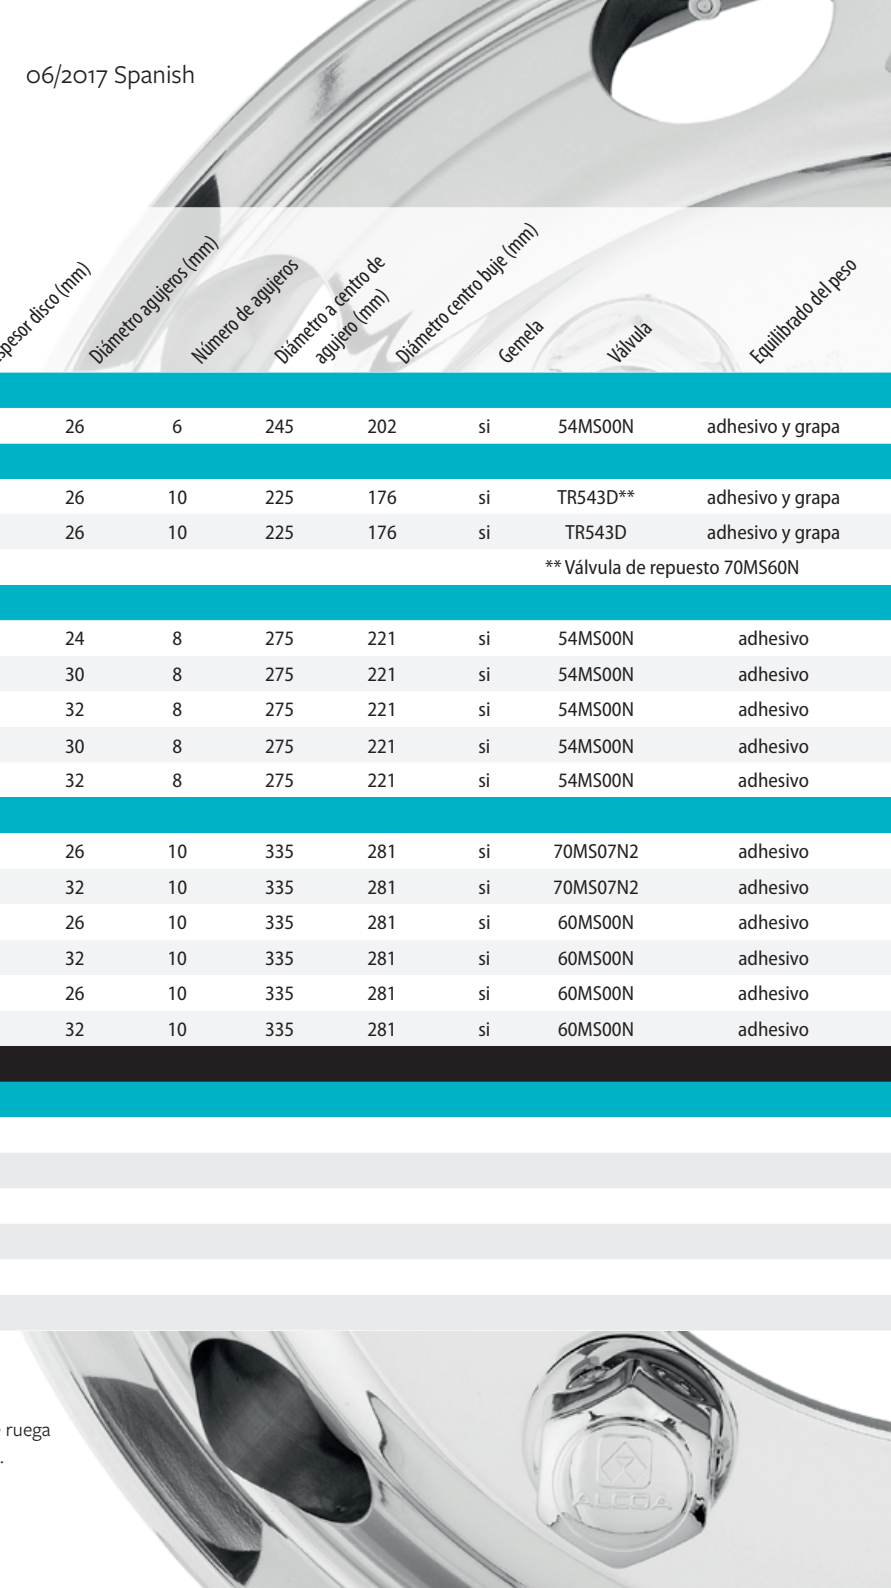 06/2017 Spanish
disco (mm)
Diámetro agujeros (mm)
Número de agujeros
Diámetro a centro de
agujero (mm)
Diámetro centro buje (mm)
Gemela
Válvula
Equilibrado del peso
26 6 245 202 si 54MS00N adhesivo y grapa
26 10 225 176 si TR543D** adhesivo y grapa
26 10 225 176 si TR543D adhesivo y grapa
** Válvula de repuesto 70MS60N
24 8 275 221 si 54MS00N adhesivo
30 8 275 221 si 54MS00N adhesivo
32 8 275 221 si 54MS00N adhesivo
30 8 275 221 si 54MS00N adhesivo
32 8 275 221 si 54MS00N adhesivo
26 10 335 281 si 70MS07N2 adhesivo
32 10 335 281 si 70MS07N2 adhesivo
26 10 335 281 si 60MS00N adhesivo
32 10 335 281 si 60MS00N adhesivo
26 10 335 281 si 60MS00N adhesivo
32 10 335 281 si 60MS00N adhesivo
ruega
.
ALCOA